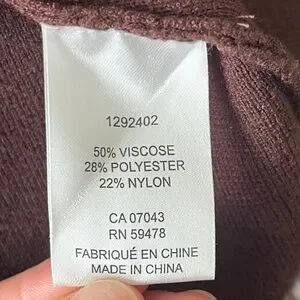 1292402
50% VISCOSE
28% POLYESTER
22% NYLON
CA 07043
RN 59478
FABRIQUÉ EN CHINE
MADE IN CHINA